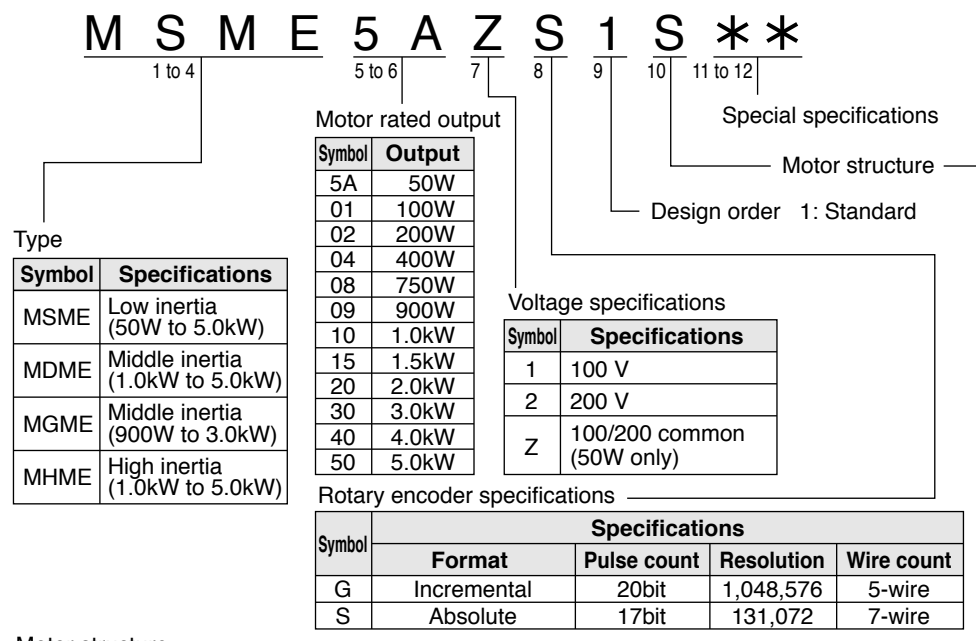 M S M E 5 A Z S 1 S * *
1 to 4 5 to 6 7 8 9 10 11 to 12
Special specifications
Motor structure
Design order 1: Standard
Motor rated output
Symbol Output
5A 50W
01 100W
02 200W
04 400W
08 750W
09 900W
10 1.0kW
15 1.5kW
20 2.0kW
30 3.0kW
40 4.0kW
50 5.0kW
Type
Symbol Specifications
MSME Low inertia
(50W to 5.0kW)
MDME Middle inertia
(1.0kW to 5.0kW)
MGME Middle inertia
(900W to 3.0kW)
MHME High inertia
(1.0kW to 5.0kW)
Voltage specifications
Symbol Specifications
1 100 V
2 200 V
Z 100/200 common
(50W only)
Rotary encoder specifications
Symbol Specifications
Format Pulse count Resolution Wire count
G Incremental 20bit 1,048,576 5-wire
S Absolute 17bit 131,072 7-wire
Motor structure